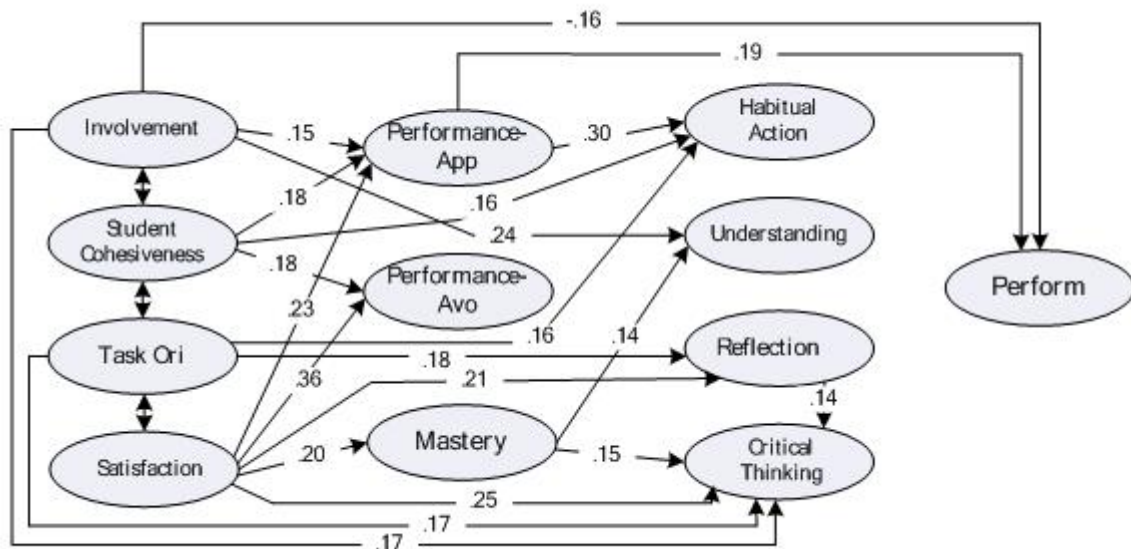 -.16
.19
Involvement
.15
Performance-
App
.30
Habitual
Action
.18
.16
Student
Cohesiveness
.24
Understanding
.18
Performance-
Avo
Perform
.23
.16
.14
Task Ori
.18
Reflection
.36
.21
.14
Satisfaction
.20
Mastery
.15
Critical
Thinking
.25
.17
.17